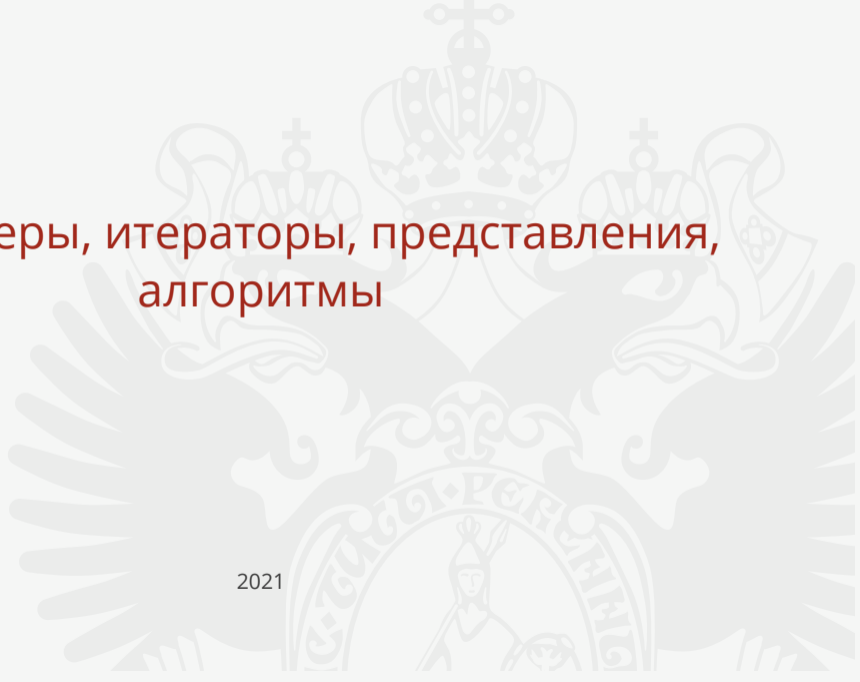 еры, итераторы, представления,
алгоритмы
2021